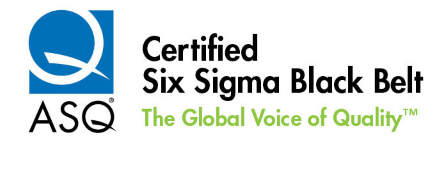 Certified
Six Sigma Black Belt
ASQ®
The Global Voice of Quality™